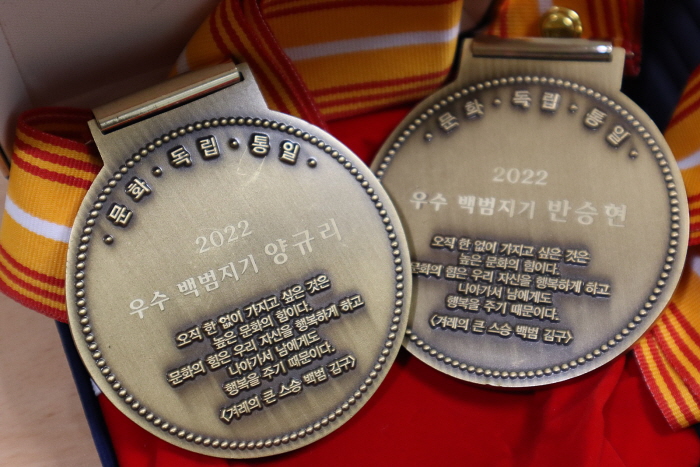 · 문화 · 독립 · 통일 ·
2022
우수 백범지기 양규리
오직 한 없이 가지고 싶은 것은
높은 문화의 힘이다.
문화의 힘은 우리 자신을 행복하게 하고
나아가서 남에게도
행복을 주기 때문이다.
<겨레의 큰 스승 백범 김구>
· 문화 · 독립 · 통일 ·
2022
우수 백범지기 반승현
오직 한 없이 가지고 싶은 것은
높은 문화의 힘이다.
문화의 힘은 우리 자신을 행복하게 하고
나아가서 남에게도
행복을 주기 때문이다.
<겨레의 큰 스승 백범 김구>